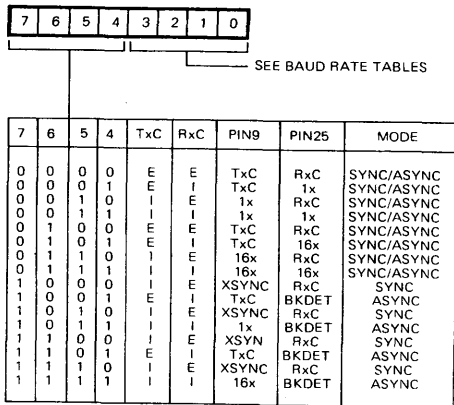 7 6 5 4 3 2 1 0
SEE BAUD RATE TABLES
7 6 5 4 TxC RxC PIN9 PIN25 MODE
0 0 0 0 E E TxC RxC SYNC/ASYNC
0 0 0 1 E I TxC 1x SYNC/ASYNC
0 0 1 0 I E 1x RxC SYNC/ASYNC
0 0 1 1 I I 1x 1x SYNC/ASYNC
0 1 0 0 E E TxC RxC SYNC/ASYNC
0 1 0 1 E I TxC 16x SYNC/ASYNC
0 1 1 0 I E 16x RxC SYNC/ASYNC
0 1 1 1 I I 16x 16x SYNC/ASYNC
1 0 0 0 E E XSYNC RxC SYNC
1 0 0 1 E I TxC BKDET ASYNC
1 0 1 0 I E XSYNC RxC SYNC
1 0 1 1 I I 1x BKDET ASYNC
1 1 0 0 I E XSYN RxC SYNC
1 1 0 1 E I TxC BKDET ASYNC
1 1 1 0 I E XSYNC RxC SYNC
1 1 1 1 I I 16x BKDET ASYNC